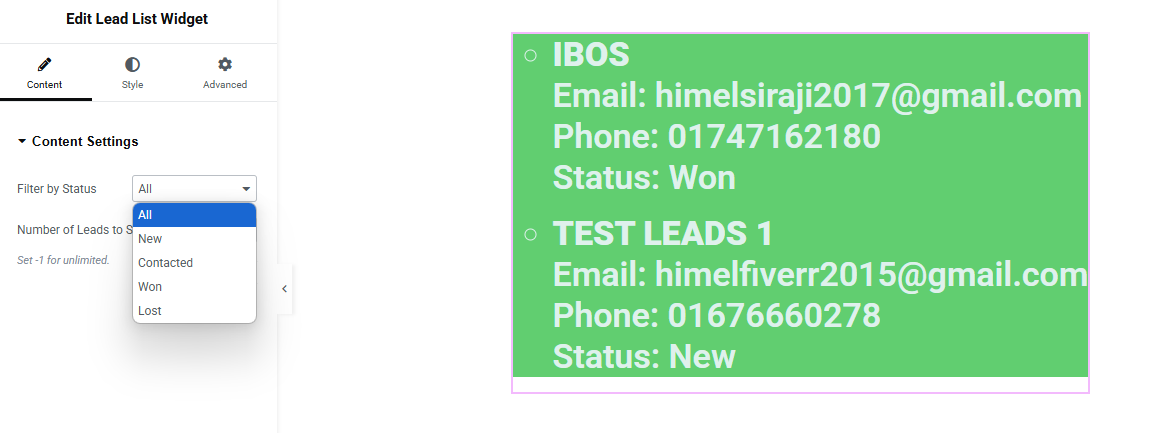 Edit Lead List Widget
Content
Style
Advanced
Content Settings
Filter by Status
All
All
New
Contacted
Won
Lost
Number of Leads to S
Set -1 for unlimited.
IBOS
Email: himelsiraji2017@gmail.com
Phone: 01747162180
Status: Won
TEST LEADS 1
Email: himelfiverr2015@gmail.com
Phone: 01676660278
Status: New